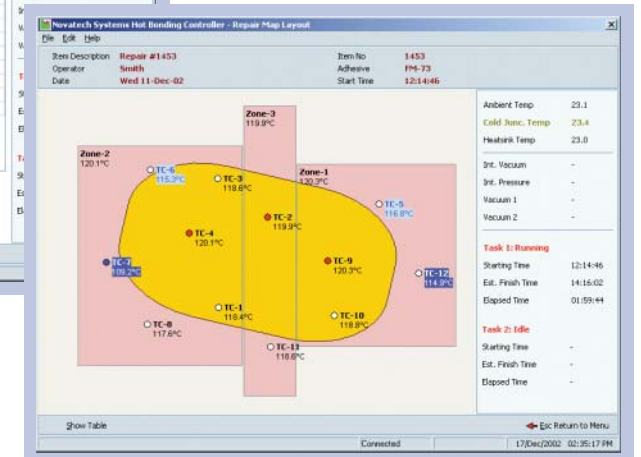 Novatech Systems Hot Bonding Controller - Repair Map Layout
File Edit Help
Item Description Repair #1453 Item No 1453
Operator Smith Adhesive FM-73
Date Wed 11-Dec-02 Start Time 12:14:46
Zone-3
119.9°C
Zone-2
120.1°C
Zone-1
120.3°C
TC-6
115.3°C
TC-3
118.6°C
TC-5
116.8°C
TC-2
119.9°C
TC-4
120.1°C
TC-7
109.2°C
TC-9
120.3°C
TC-12
114.9°C
TC-1
118.4°C
TC-10
118.8°C
TC-8
117.6°C
TC-11
118.6°C
Ambient Temp 23.1
Cold Junc. Temp 23.4
Heatsink Temp 23.0
Int. Vacuum -
Int. Pressure -
Vacuum 1 -
Vacuum 2 -
Task 1: Running
Starting Time 12:14:46
Est. Finish Time 14:16:02
Elapsed Time 01:59:44
Task 2: Idle
Starting Time -
Est. Finish Time -
Elapsed Time -
Show Table Esc Return to Menu
Connected 17/Dec/2002 02:35:17 PM